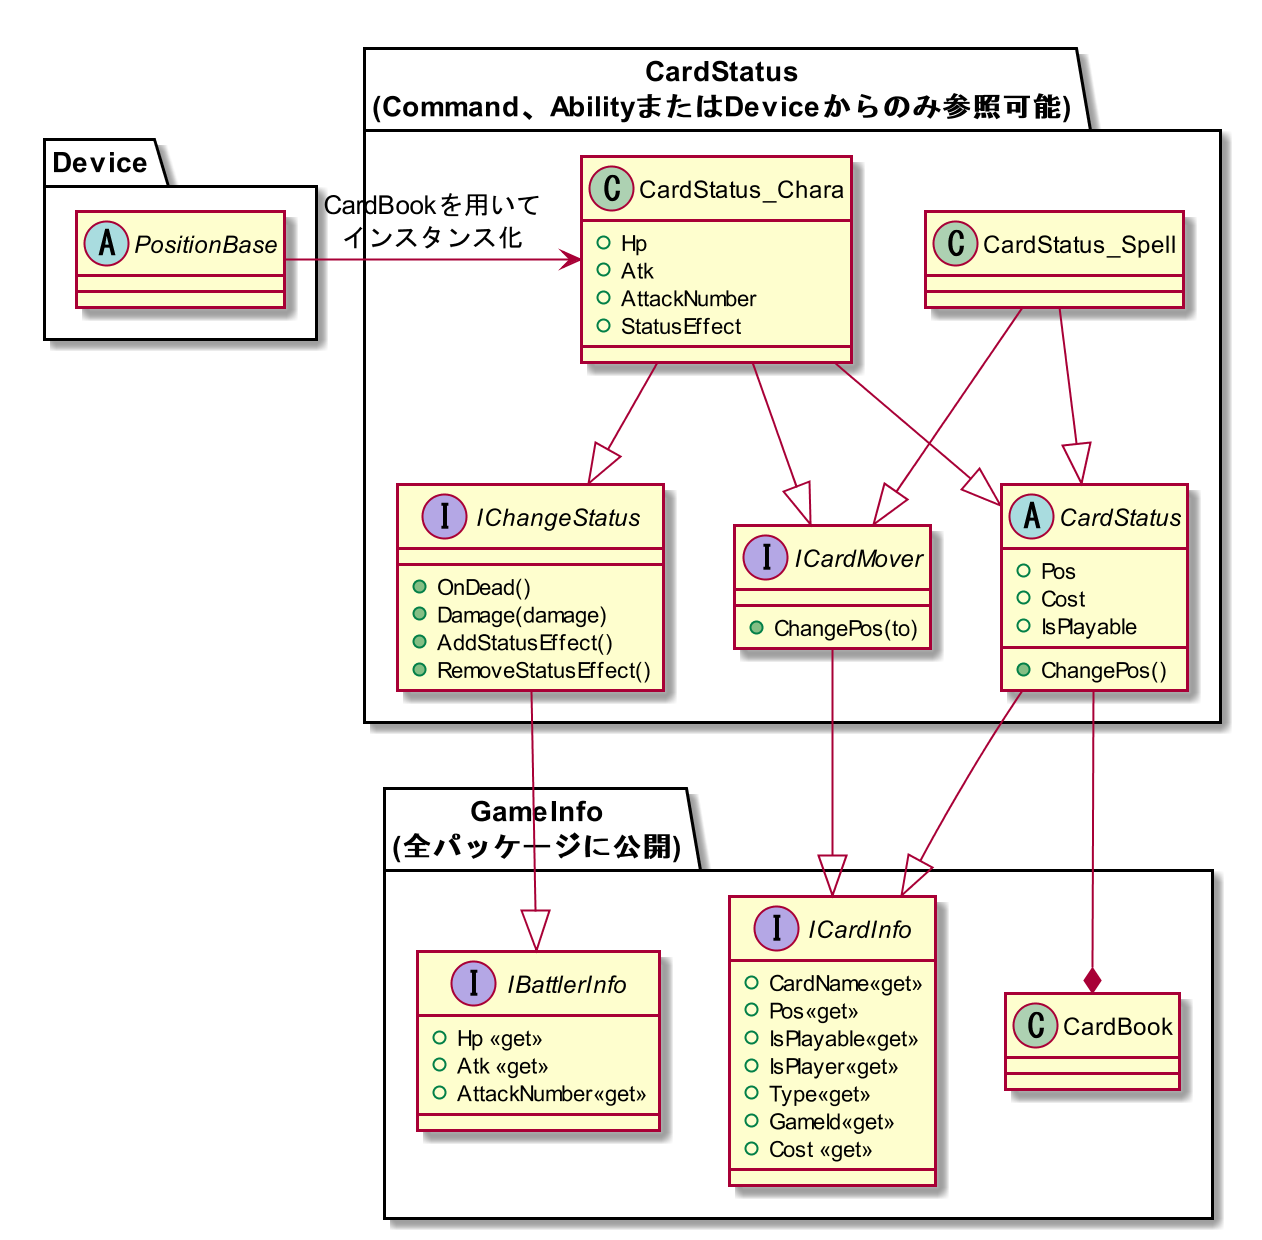 CardStatus
(Command、AbilityまたはDeviceからのみ参照可能)
Device
A PositionBase
CardBookを用いて
インスタンス化
C CardStatus_Chara
Hp
Atk
AttackNumber
StatusEffect
C CardStatus_Spell
I IChangeStatus
OnDead()
Damage(damage)
AddStatusEffect()
RemoveStatusEffect()
I ICardMover
ChangePos(to)
A CardStatus
Pos
Cost
IsPlayable
ChangePos()
GameInfo
(全パッケージに公開)
I IBattlerInfo
Hp «get»
Atk «get»
AttackNumber«get»
I ICardInfo
CardName«get»
Pos«get»
IsPlayable«get»
IsPlayer«get»
Type«get»
GameId«get»
Cost «get»
C CardBook